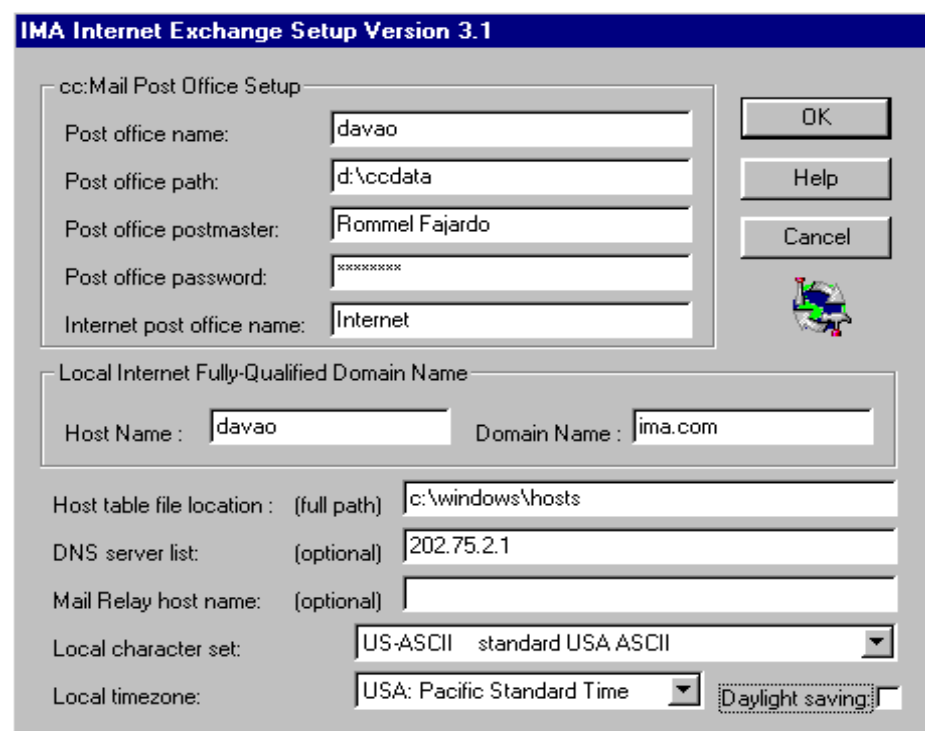 IMA Internet Exchange Setup Version 3.1
cc:Mail Post Office Setup
Post office name: davao
Post office path: d:\ccdata
Post office postmaster: Rommel Fajardo
Post office password: ********
Internet post office name: Internet
OK
Help
Cancel
Local Internet Fully-Qualified Domain Name
Host Name : davao Domain Name : ima.com
Host table file location : (full path) c:\windows\hosts
DNS server list: (optional) 202.75.2.1
Mail Relay host name: (optional)
Local character set: US-ASCII standard USA ASCII
Local timezone: USA: Pacific Standard Time Daylight saving: